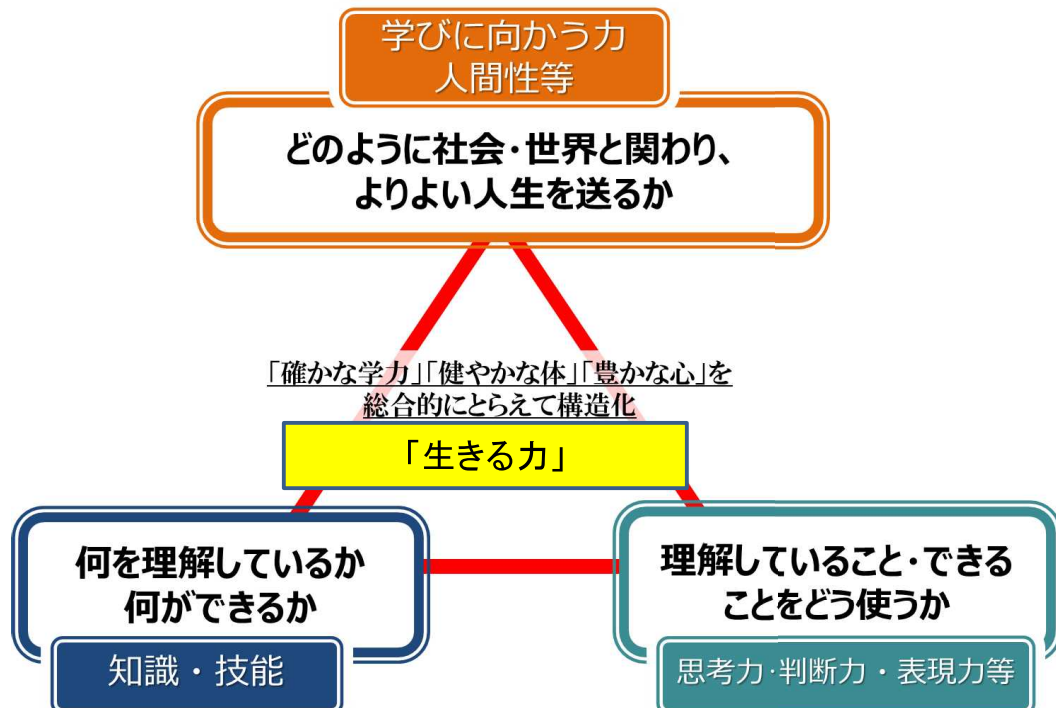 学びに向かう力
人間性等
どのように社会・世界と関わり、
よりよい人生を送るか
「確かな学力」「健やかな体」「豊かな心」を
総合的にとらえて構造化
「生きる力」
何を理解しているか
何ができるか
知識・技能
理解していること・できる
ことをどう使うか
思考力・判断力・表現力等